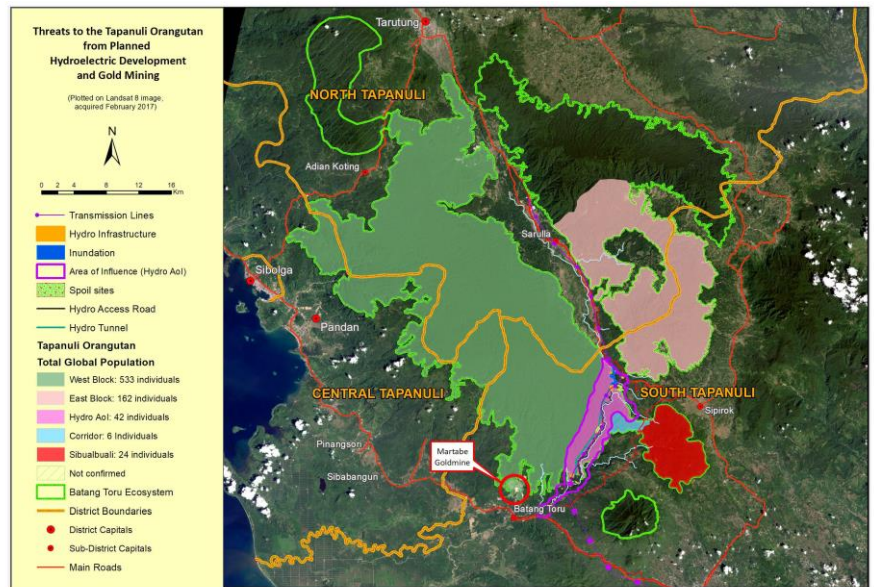 Threats to the Tapanuli Orangutan
from Planned
Hydroelectric Development
and Gold Mining
(Plotted on Landsat 8 image,
acquired February 2017)
N
0 2 4 8 12 16
Km
Transmission Lines
Hydro Infrastructure
Inundation
Area of Influence (Hydro AoI)
Spoil sites
Hydro Access Road
Hydro Tunnel
Tapanuli Orangutan
Total Global Population
West Block: 533 individuals
East Block: 162 individuals
Hydro AoI: 42 individuals
Corridor: 6 Individuals
Sibualbuali: 24 individuals
Not confirmed
Batang Toru Ecosystem
District Boundaries
District Capitals
Sub-District Capitals
Main Roads
Tarutung
NORTH TAPANULI
Adian Koting
Sarulla
Sibolga
Pandan
CENTRAL TAPANULI
SOUTH TAPANULI
Sipirok
Pinangsori
Sibabangun
Martabe
Goldmine
Batang Toru